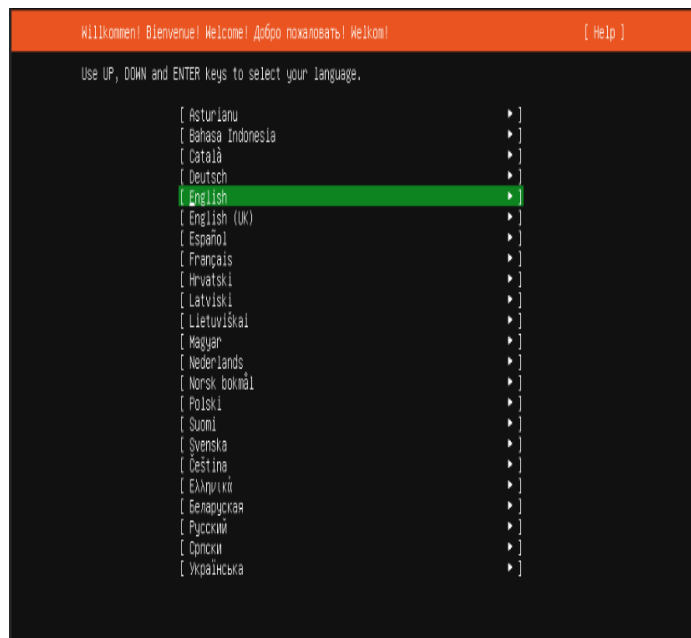 Willkommen! Bienvenue! Welcome! Добро пожаловать! Welkom! [ Help ]
Use UP, DOWN and ENTER keys to select your language.
[ Asturianu ▸ ]
[ Bahasa Indonesia ▸ ]
[ Català ▸ ]
[ Deutsch ▸ ]
[ English ▸ ]
[ English (UK) ▸ ]
[ Español ▸ ]
[ Français ▸ ]
[ Hrvatski ▸ ]
[ Latviski ▸ ]
[ Lietuviškai ▸ ]
[ Magyar ▸ ]
[ Nederlands ▸ ]
[ Norsk bokmål ▸ ]
[ Polski ▸ ]
[ Suomi ▸ ]
[ Svenska ▸ ]
[ Čeština ▸ ]
[ Ελληνικά ▸ ]
[ Беларуская ▸ ]
[ Русский ▸ ]
[ Српски ▸ ]
[ Українська ▸ ]